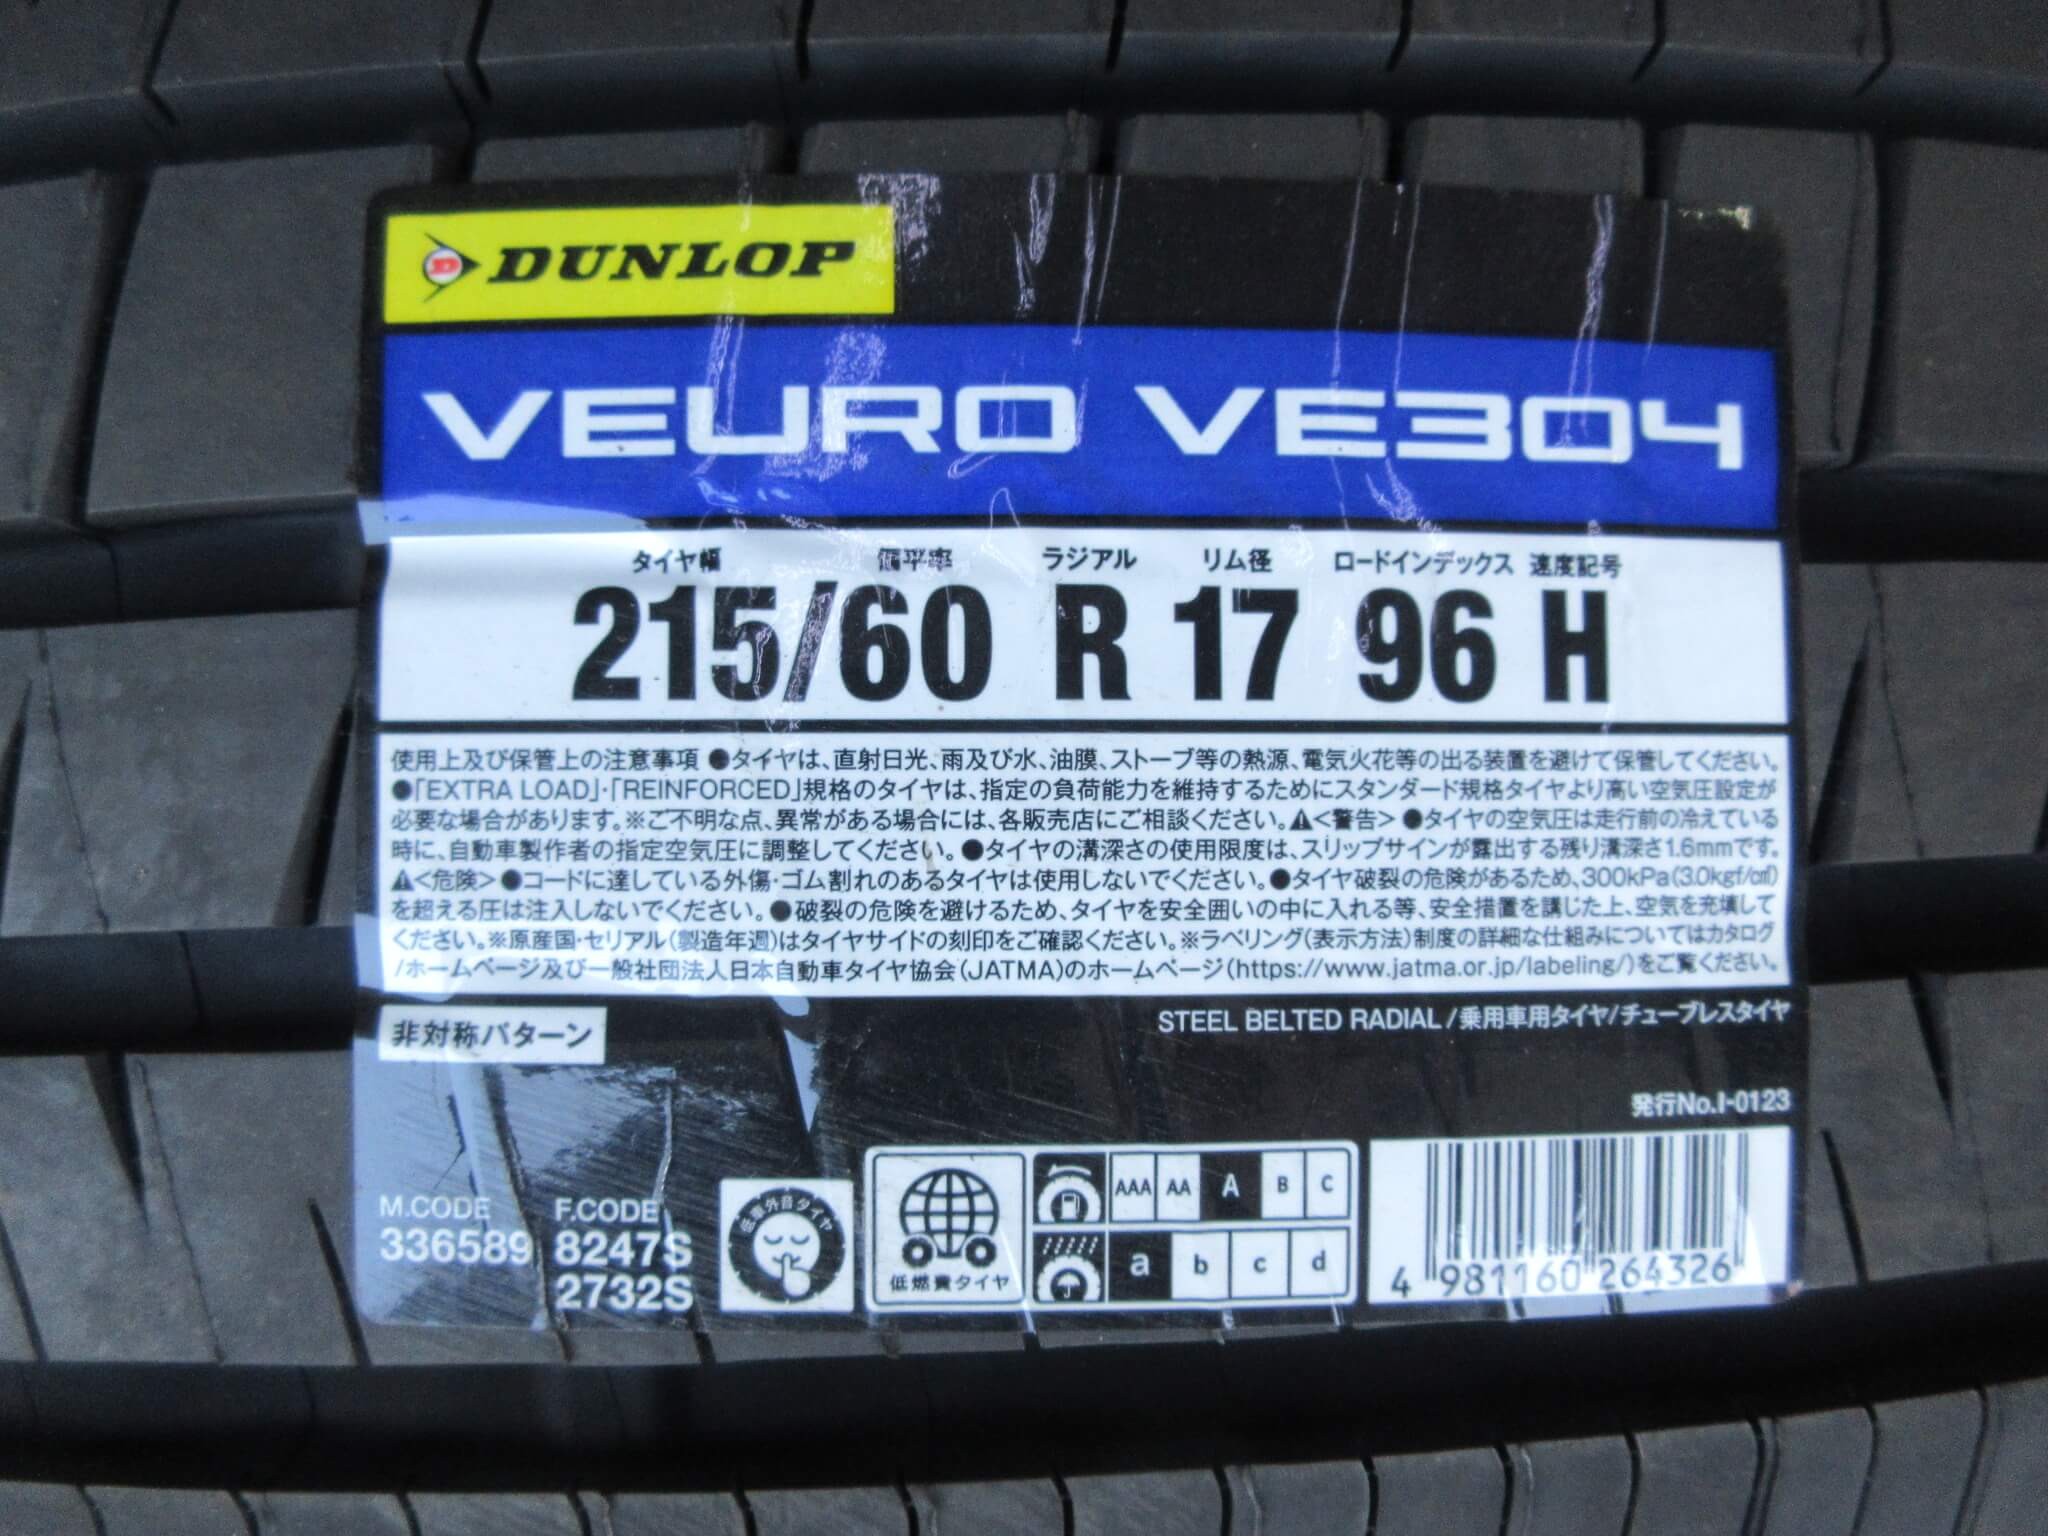 DUNLOP
VEURO VE304
タイヤ幅 偏平率 ラジアル リム径 ロードインデックス 速度記号
215/60 R 17 96 H
使用上及び保管上の注意事項 ●タイヤは、直射日光、雨及び水、油膜、ストーブ等の熱源、電気火花等の出る装置を避けて保管してください。
●「EXTRA LOAD」・「REINFORCED」規格のタイヤは、指定の負荷能力を維持するためにスタンダード規格タイヤより高い空気圧設定が
必要な場合があります。※ご不明な点、異常がある場合には、各販売店にご相談ください。⚠<警告> ●タイヤの空気圧は走行前の冷えている
時に、自動車製作者の指定空気圧に調整してください。●タイヤの溝深さの使用限度は、スリップサインが露出する残り溝深さ1.6mmです。
⚠<危険> ●コードに達している外傷・ゴム割れのあるタイヤは使用しないでください。●タイヤ破裂の危険があるため、300kPa(3.0kgf/c㎡)
を超える圧は注入しないでください。●破裂の危険を避けるため、タイヤを安全囲いの中に入れる等、安全措置を講じた上、空気を充填して
ください。※原産国・セリアル(製造年週)はタイヤサイドの刻印をご確認ください。※ラベリング(表示方法)制度の詳細な仕組みについてはカタログ
/ホームページ及び一般社団法人日本自動車タイヤ協会(JATMA)のホームページ(https://www.jatma.or.jp/labeling/)をご覧ください。
非対称パターン
STEEL BELTED RADIAL/乗用車用タイヤ/チューブレスタイヤ
発行No.I-0123
M.CODE F.CODE
336589 8247S
2732S
低車外音タイヤ
低燃費タイヤ
AAA AA A B C
a b c d
4 981160 264326